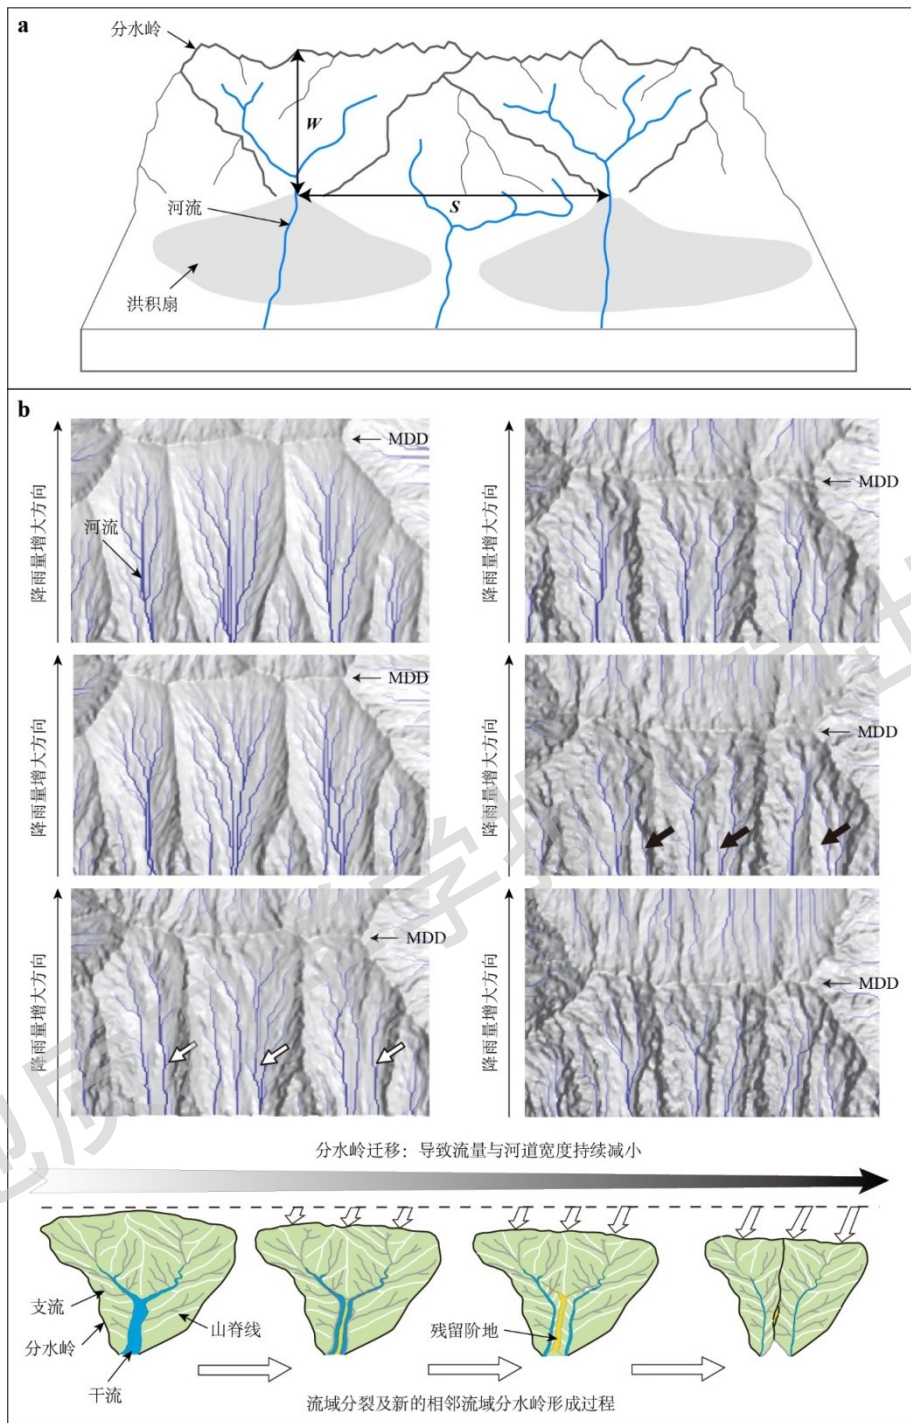 a
分水岭
W
S
河流
洪积扇
b
降雨量增大方向
MDD
河流
降雨量增大方向
MDD
降雨量增大方向
MDD
降雨量增大方向
MDD
降雨量增大方向
MDD
降雨量增大方向
MDD
分水岭迁移：导致流量与河道宽度持续减小
支流
分水岭
干流
山脊线
残留阶地
流域分裂及新的相邻流域分水岭形成过程